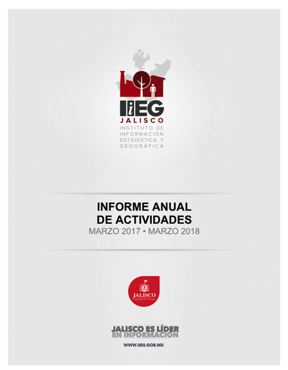 IIEG
JALISCO
INSTITUTO DE
INFORMACIÓN
ESTADÍSTICA Y
GEOGRÁFICA
INFORME ANUAL
DE ACTIVIDADES
MARZO 2017 • MARZO 2018
JALISCO
JALISCO ES LÍDER
EN INFORMACIÓN
WWW.IIEG.GOB.MX